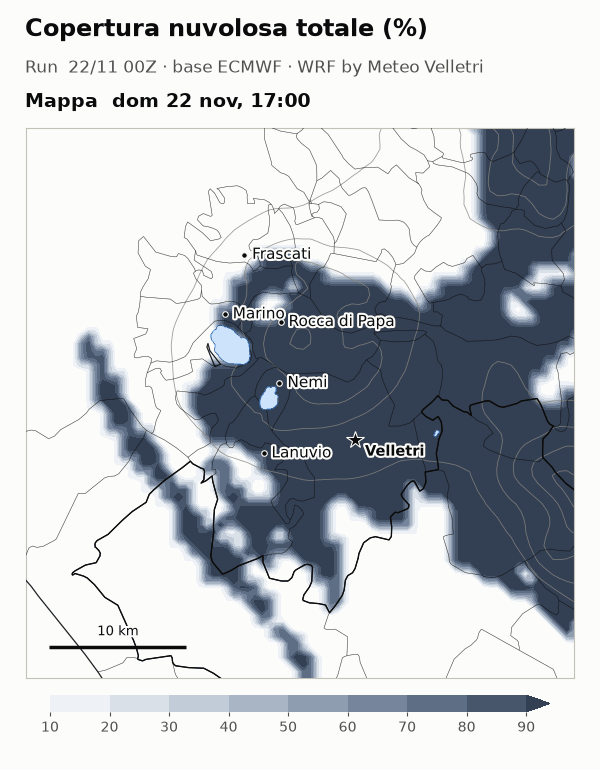 Copertura nuvolosa totale (%)
Run  22/11 00Z · base ECMWF · WRF by Meteo Velletri
Mappa  dom 22 nov, 17:00
Frascati
Marino
Rocca di Papa
Nemi
Velletri
Lanuvio
10 km
10 20 30 40 50 60 70 80 90